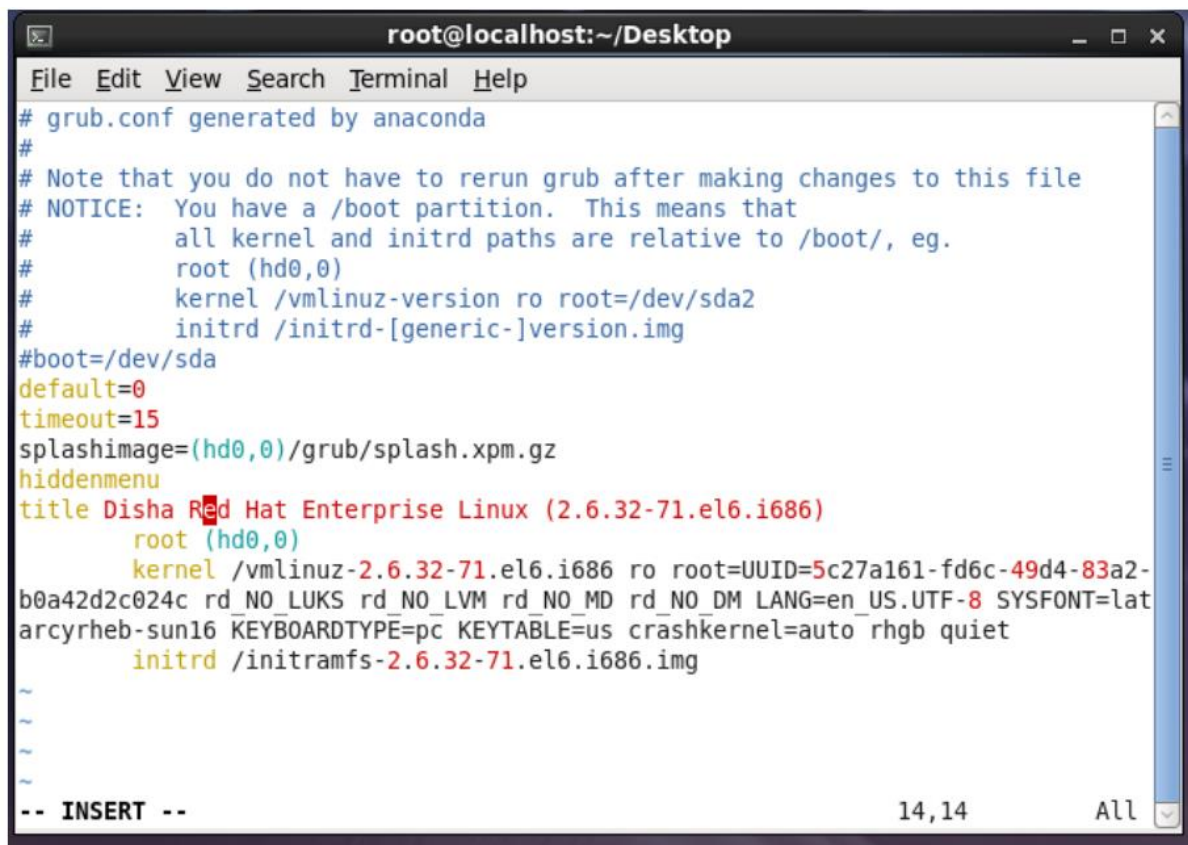 root@localhost:~/Desktop
File Edit View Search Terminal Help
# grub.conf generated by anaconda
#
# Note that you do not have to rerun grub after making changes to this file
# NOTICE:  You have a /boot partition.  This means that
#          all kernel and initrd paths are relative to /boot/, eg.
#          root (hd0,0)
#          kernel /vmlinuz-version ro root=/dev/sda2
#          initrd /initrd-[generic-]version.img
#boot=/dev/sda
default=0
timeout=15
splashimage=(hd0,0)/grub/splash.xpm.gz
hiddenmenu
title Disha Red Hat Enterprise Linux (2.6.32-71.el6.i686)
        root (hd0,0)
        kernel /vmlinuz-2.6.32-71.el6.i686 ro root=UUID=5c27a161-fd6c-49d4-83a2-
b0a42d2c024c rd_NO_LUKS rd_NO_LVM rd_NO_MD rd_NO_DM LANG=en_US.UTF-8 SYSFONT=lat
arcyrheb-sun16 KEYBOARDTYPE=pc KEYTABLE=us crashkernel=auto rhgb quiet
        initrd /initramfs-2.6.32-71.el6.i686.img
~
~
~
~
-- INSERT -- 14,14 All